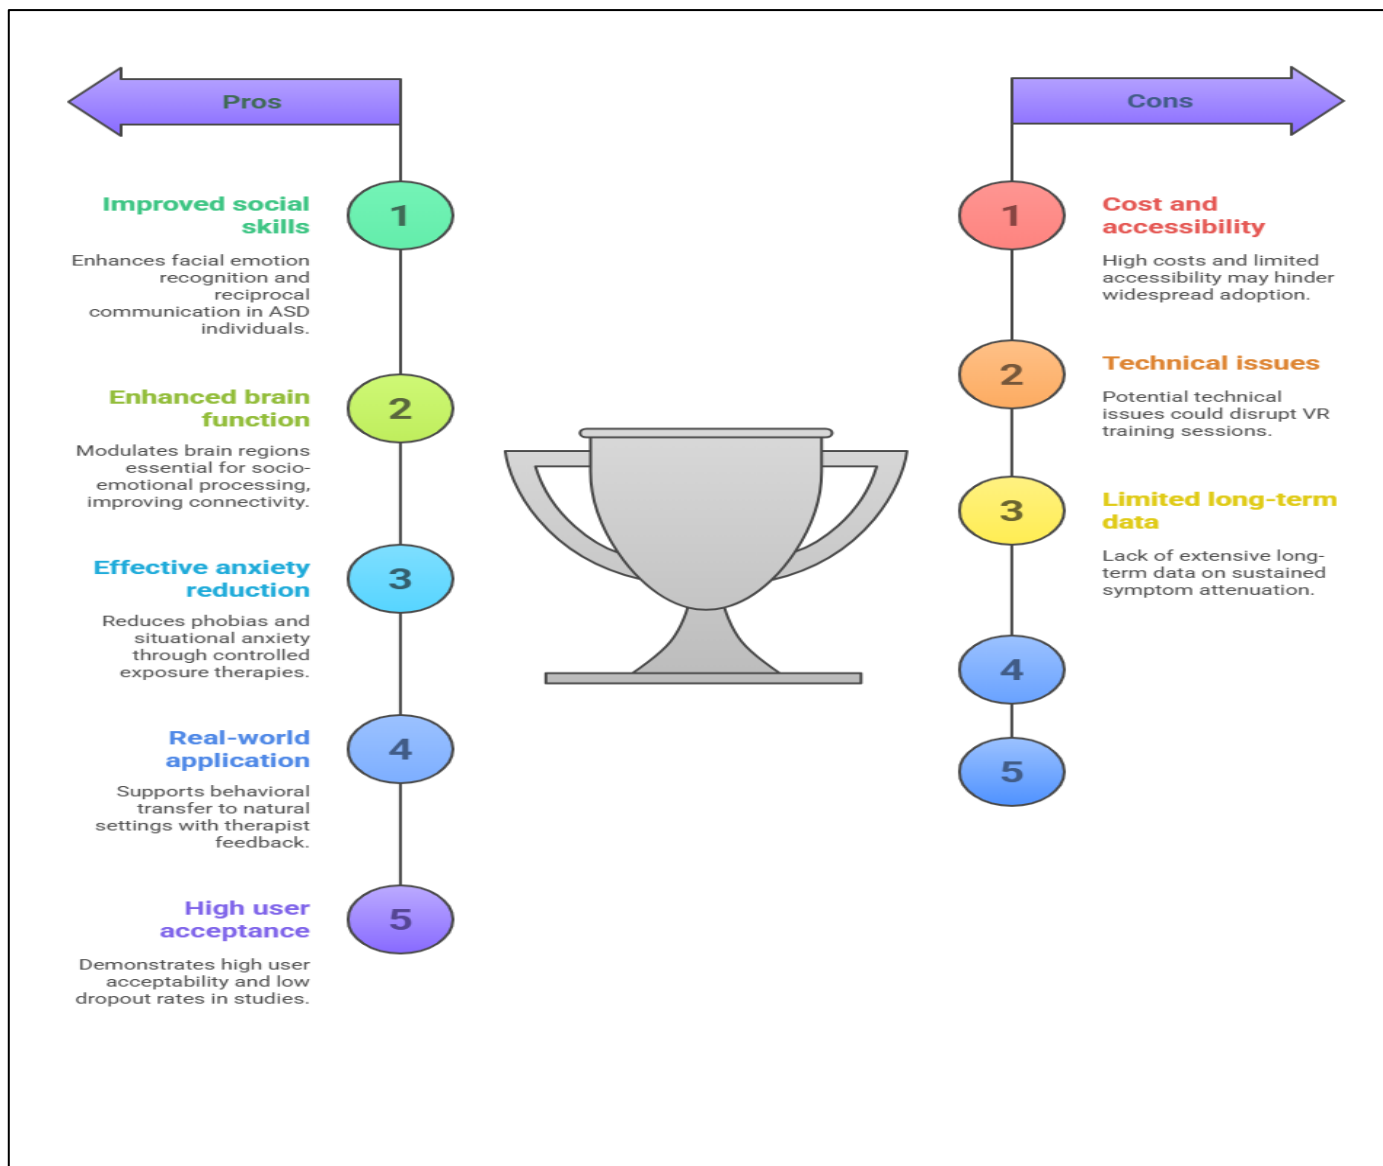 Pros
1
Improved social
skills
Enhances facial emotion
recognition and
reciprocal
communication in ASD
individuals.
2
Enhanced brain
function
Modulates brain regions
essential for socio-
emotional processing,
improving connectivity.
3
Effective anxiety
reduction
Reduces phobias and
situational anxiety
through controlled
exposure therapies.
4
Real-world
application
Supports behavioral
transfer to natural
settings with therapist
feedback.
5
High user
acceptance
Demonstrates high user
acceptability and low
dropout rates in studies.
Cons
1
Cost and
accessibility
High costs and limited
accessibility may hinder
widespread adoption.
2
Technical issues
Potential technical
issues could disrupt VR
training sessions.
3
Limited long-term
data
Lack of extensive long-
term data on sustained
symptom attenuation.
4
5